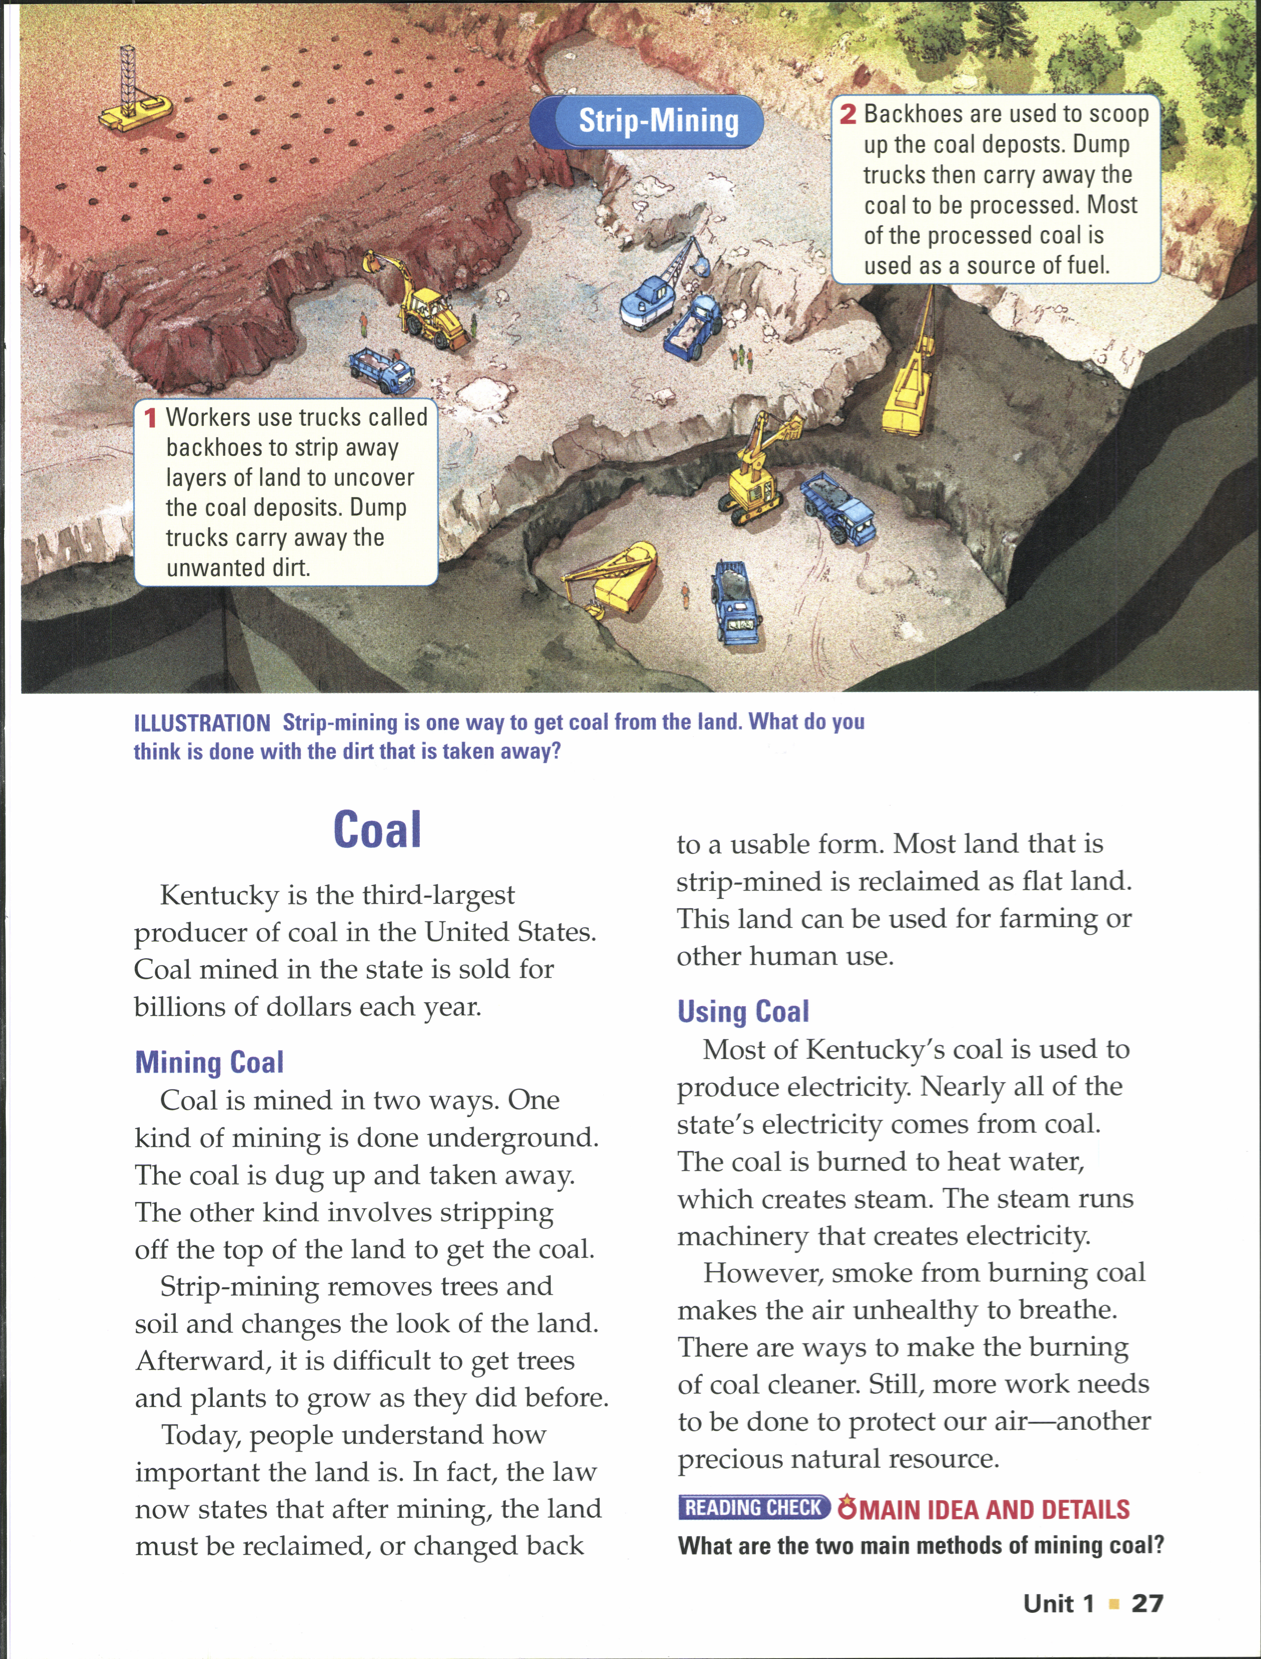 Strip-Mining
1 Workers use trucks called
backhoes to strip away
layers of land to uncover
the coal deposits. Dump
trucks carry away the
unwanted dirt.
2 Backhoes are used to scoop
up the coal deposts. Dump
trucks then carry away the
coal to be processed. Most
of the processed coal is
used as a source of fuel.
ILLUSTRATION Strip-mining is one way to get coal from the land. What do you
think is done with the dirt that is taken away?
Coal
Kentucky is the third-largest
producer of coal in the United States.
Coal mined in the state is sold for
billions of dollars each year.
Mining Coal
Coal is mined in two ways. One
kind of mining is done underground.
The coal is dug up and taken away.
The other kind involves stripping
off the top of the land to get the coal.
Strip-mining removes trees and
soil and changes the look of the land.
Afterward, it is difficult to get trees
and plants to grow as they did before.
Today, people understand how
important the land is. In fact, the law
now states that after mining, the land
must be reclaimed, or changed back
to a usable form. Most land that is
strip-mined is reclaimed as flat land.
This land can be used for farming or
other human use.
Using Coal
Most of Kentucky's coal is used to
produce electricity. Nearly all of the
state's electricity comes from coal.
The coal is burned to heat water,
which creates steam. The steam runs
machinery that creates electricity.
However, smoke from burning coal
makes the air unhealthy to breathe.
There are ways to make the burning
of coal cleaner. Still, more work needs
to be done to protect our air—another
precious natural resource.
READING CHECK MAIN IDEA AND DETAILS
What are the two main methods of mining coal?
Unit 1 ■ 27